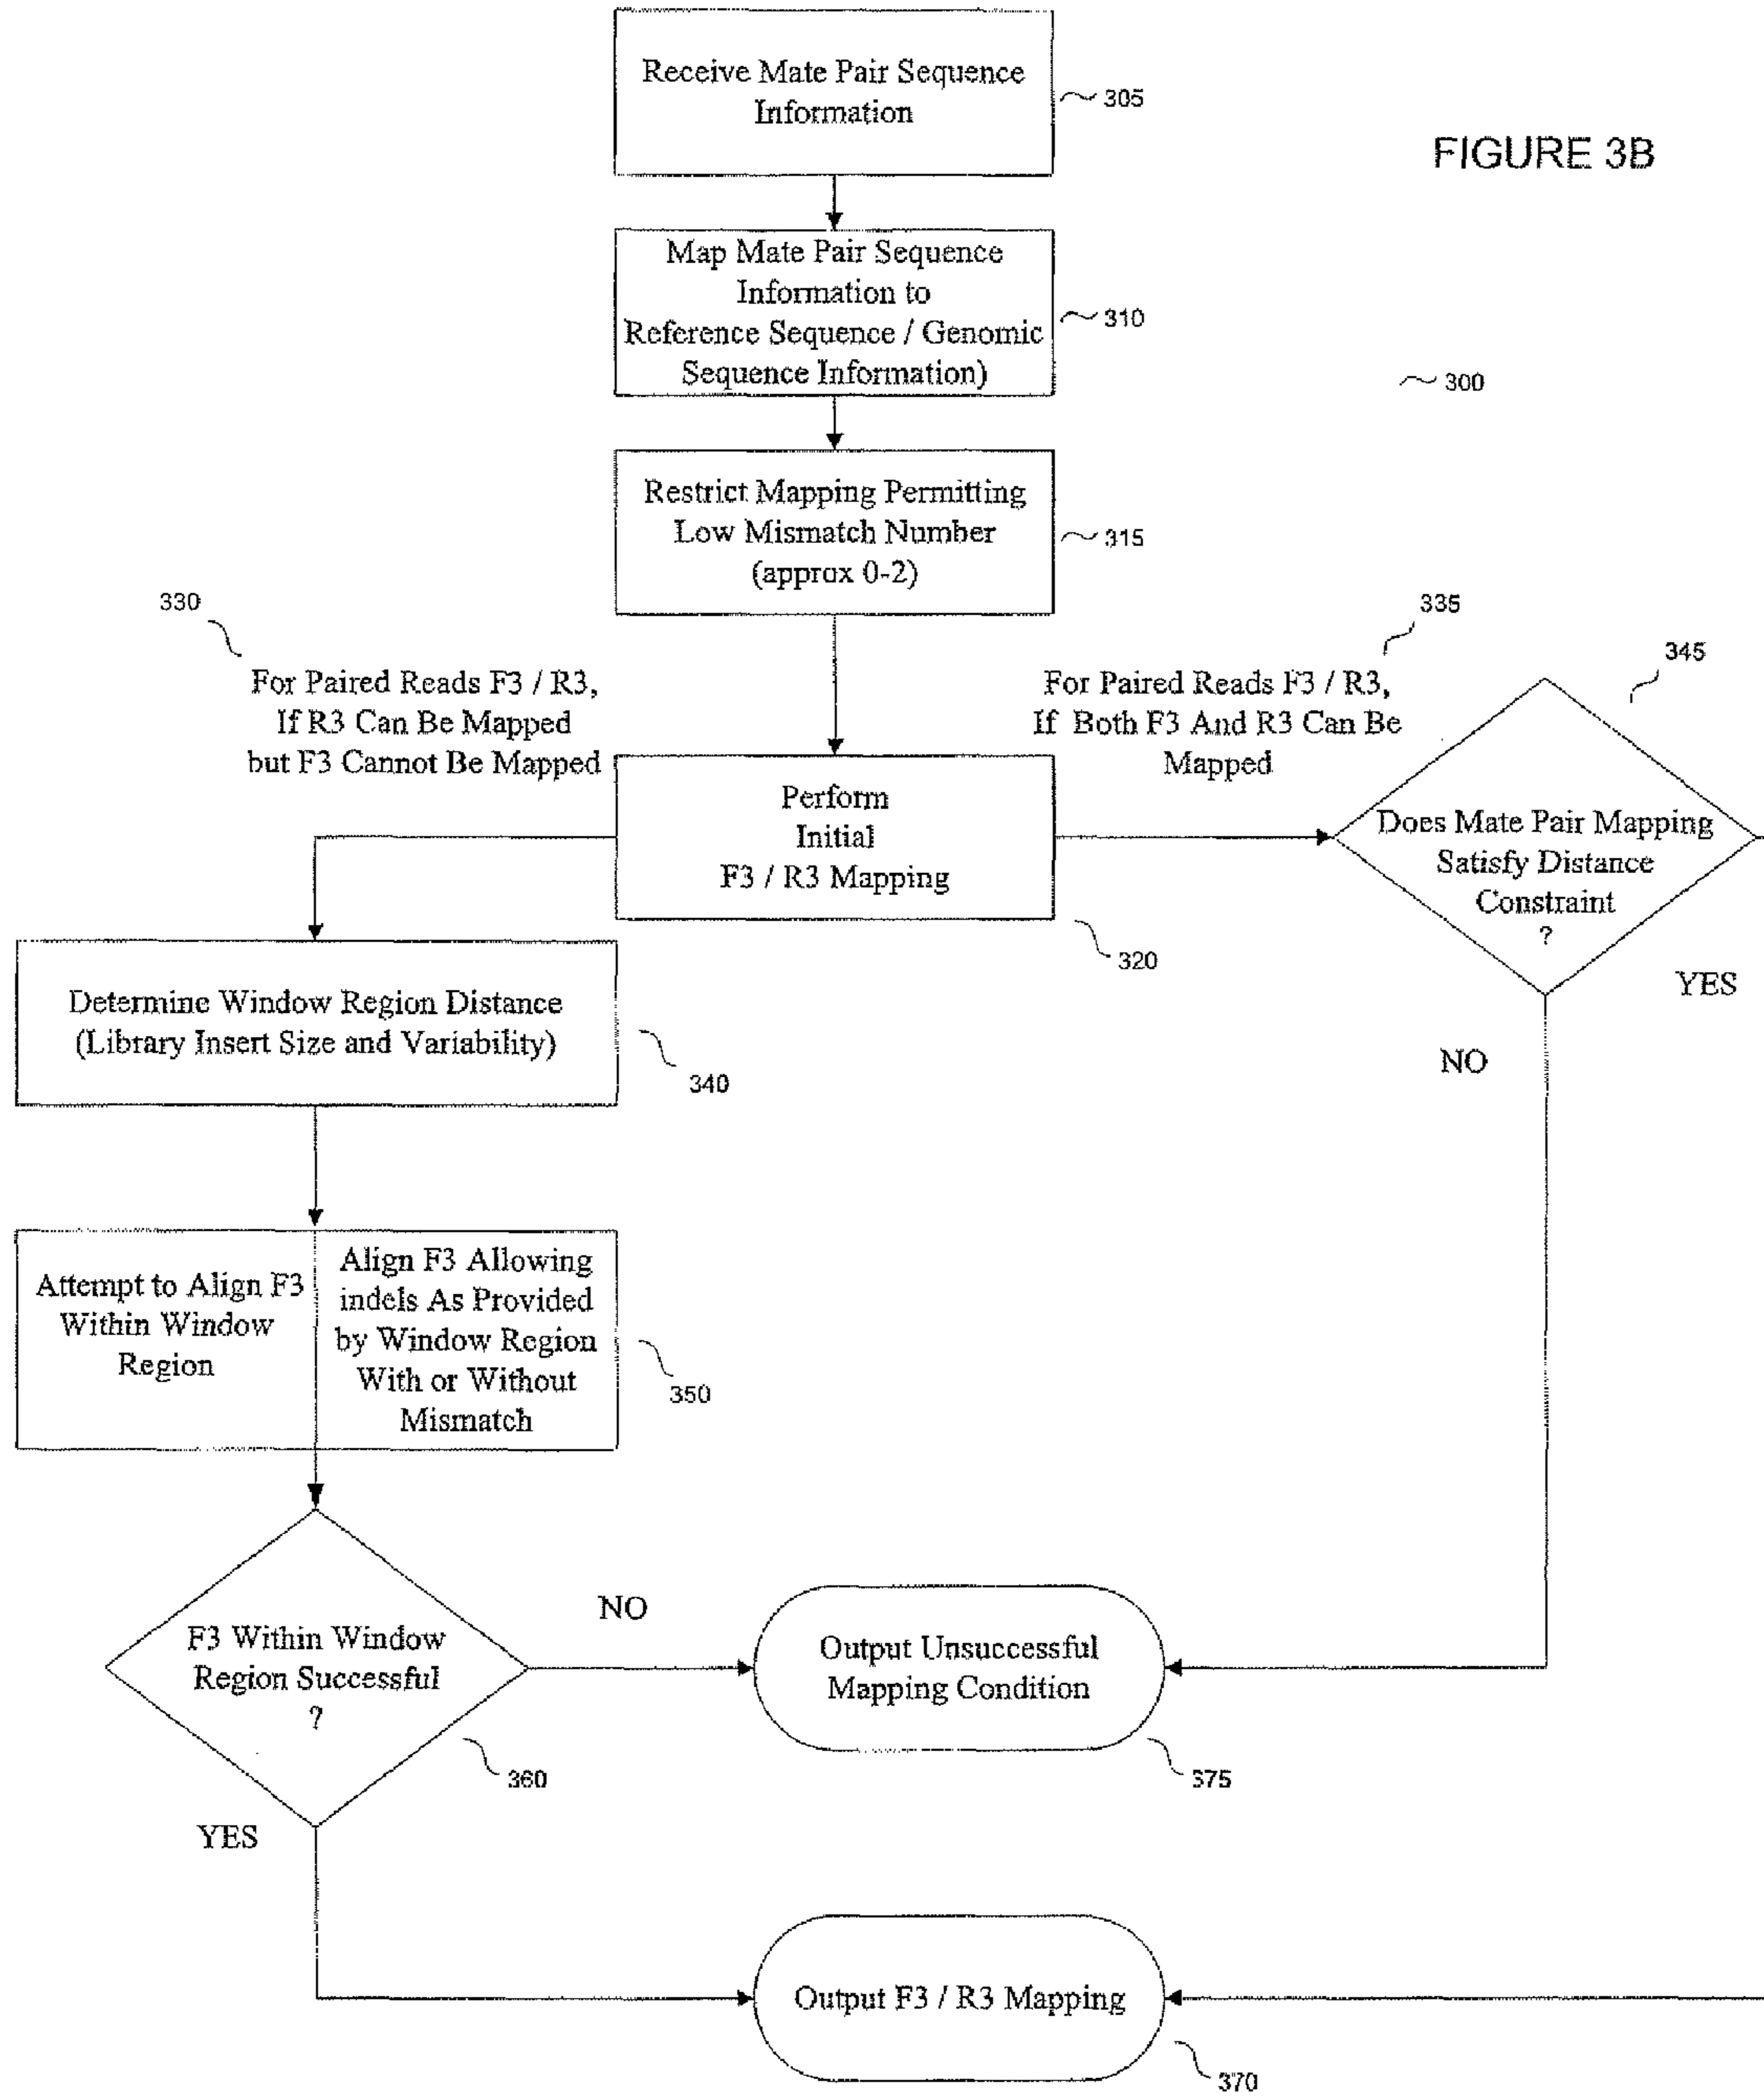 Receive Mate Pair Sequence
Information
305
FIGURE 3B
Map Mate Pair Sequence
Information to
Reference Sequence / Genomic
Sequence Information)
310
300
Restrict Mapping Permitting
Low Mismatch Number
(approx 0-2)
315
330
For Paired Reads F3 / R3,
If R3 Can Be Mapped
but F3 Cannot Be Mapped
335
For Paired Reads F3 / R3,
If Both F3 And R3 Can Be
Mapped
345
Perform
Initial
F3 / R3 Mapping
320
Does Mate Pair Mapping
Satisfy Distance
Constraint
?
YES
NO
Determine Window Region Distance
(Library Insert Size and Variability)
340
Attempt to Align F3
Within Window
Region
Align F3 Allowing
indels As Provided
by Window Region
With or Without
Mismatch
350
F3 Within Window
Region Successful
?
360
NO
YES
Output Unsuccessful
Mapping Condition
375
Output F3 / R3 Mapping
370